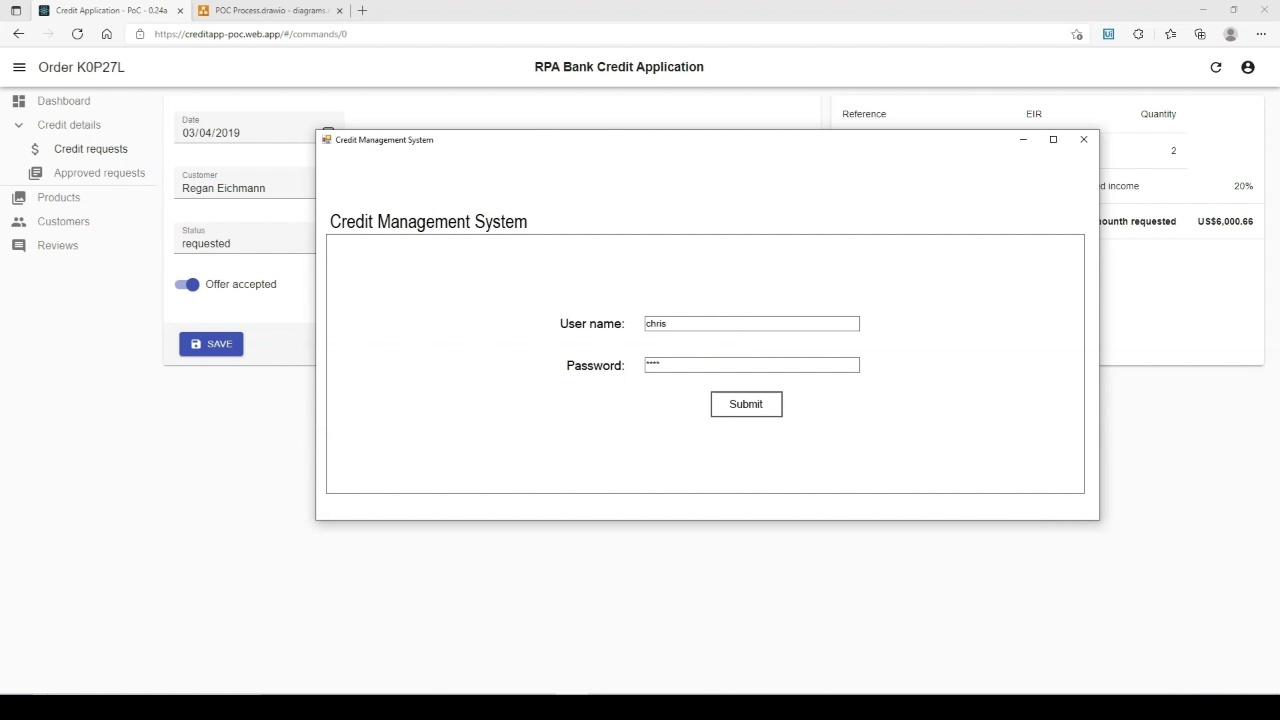 Credit Application - PoC - 0.24a
POC Process.drawio - diagrams.
https://creditapp-poc.web.app/#/commands/0
Order K0P27L
RPA Bank Credit Application
Dashboard
Credit details
Credit requests
Approved requests
Products
Customers
Reviews
Date
03/04/2019
Customer
Regan Eichmann
Status
requested
Offer accepted
SAVE
Reference EIR Quantity
2
d income 20%
ounth requested US$6,000.66
Credit Management System
Credit Management System
User name: chris
Password: ****
Submit